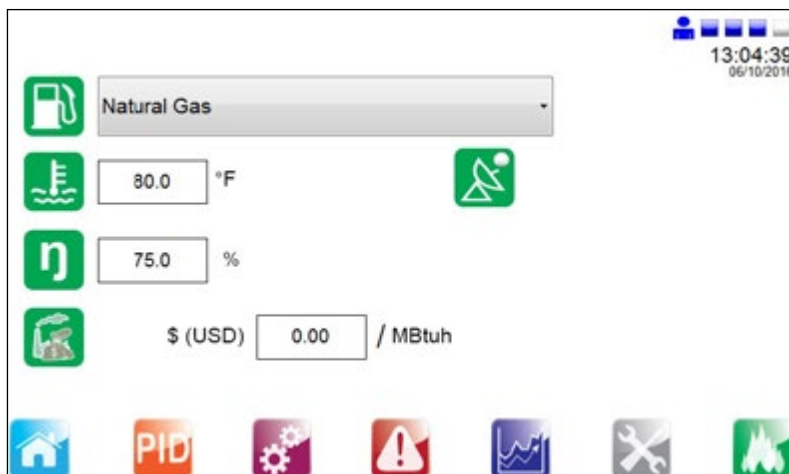 13:04:39
06/10/2016
Natural Gas
80.0 °F
η
75.0 %
$ (USD) 0.00 / MBtuh
PID